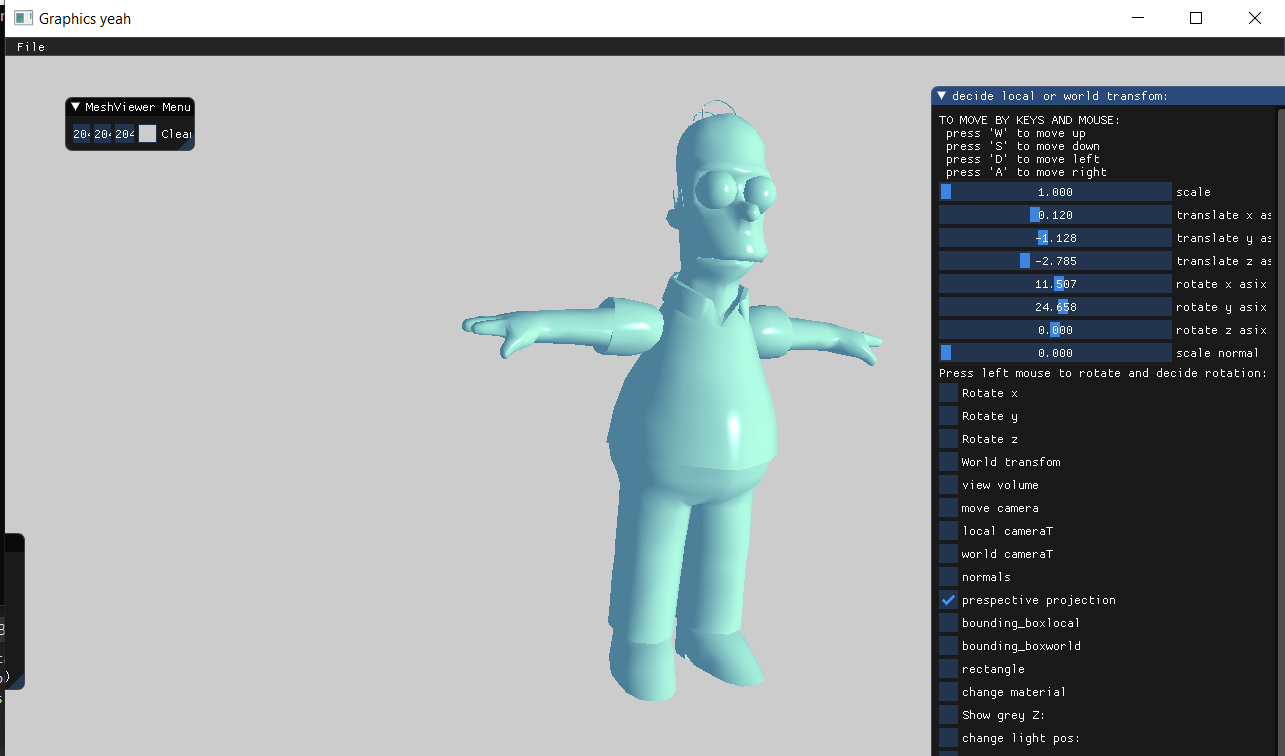 Graphics yeah
File
MeshViewer Menu
204 204 204 Clear
decide local or world transfom:
TO MOVE BY KEYS AND MOUSE:
press 'W' to move up
press 'S' to move down
press 'D' to move left
press 'A' to move right
1.000 scale
0.120 translate x as
-1.128 translate y as
-2.785 translate z as
11.507 rotate x asix
24.658 rotate y asix
0.000 rotate z asix
0.000 scale normal
Press left mouse to rotate and decide rotation:
Rotate x
Rotate y
Rotate z
World transfom
view volume
move camera
local cameraT
world cameraT
normals
prespective projection
bounding_boxlocal
bounding_boxworld
rectangle
change material
Show grey Z:
change light pos: